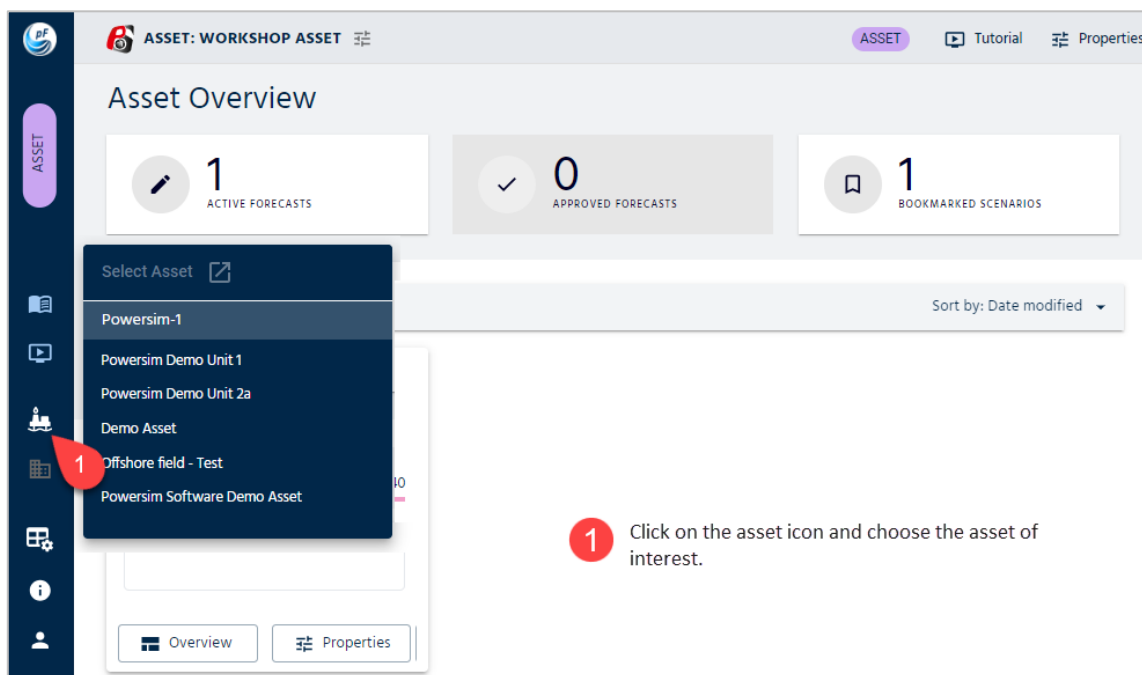 pF
ASSET: WORKSHOP ASSET
ASSET
Tutorial
Properties
Asset Overview
ASSET
1
ACTIVE FORECASTS
0
APPROVED FORECASTS
1
BOOKMARKED SCENARIOS
Select Asset
Powersim-1
Sort by: Date modified
Powersim Demo Unit 1
Powersim Demo Unit 2a
Demo Asset
1
Offshore field - Test
Powersim Software Demo Asset
40
1
Click on the asset icon and choose the asset of
interest.
Overview
Properties